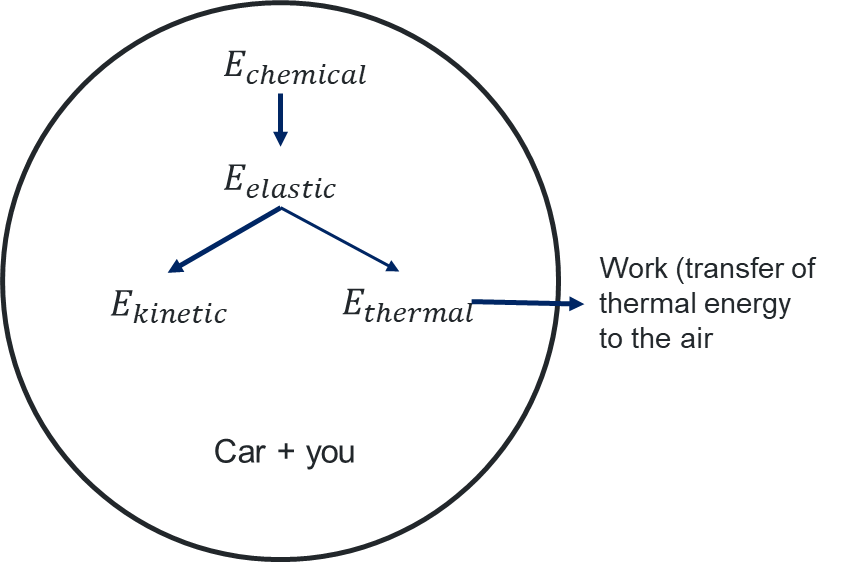 E_chemical
E_elastic
E_kinetic
E_thermal
Work (transfer of
thermal energy
to the air
Car + you